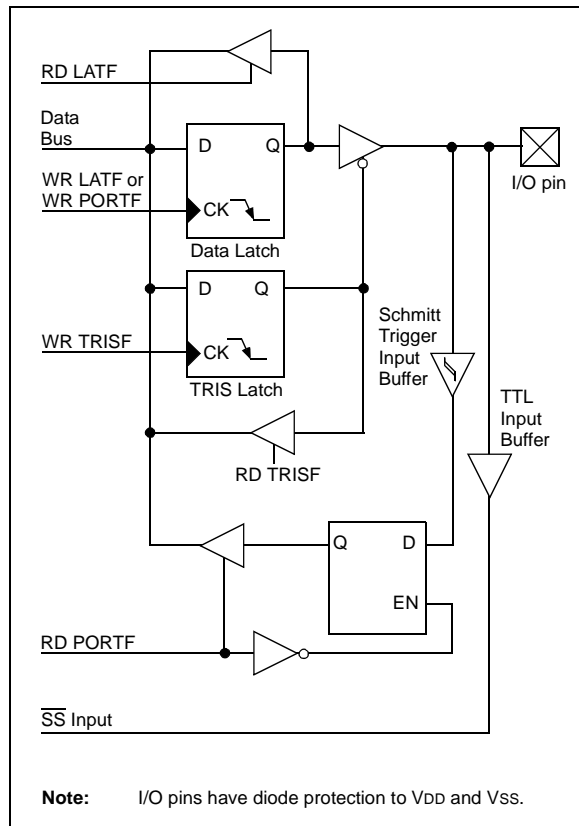 RD LATF
Data
Bus
D Q
WR LATF or
WR PORTF
CK
I/O pin
Data Latch
D Q
WR TRISF
CK
TRIS Latch
Schmitt
Trigger
Input
Buffer
TTL
Input
Buffer
RD TRISF
Q D
EN
RD PORTF
SS Input
Note: I/O pins have diode protection to VDD and VSS.